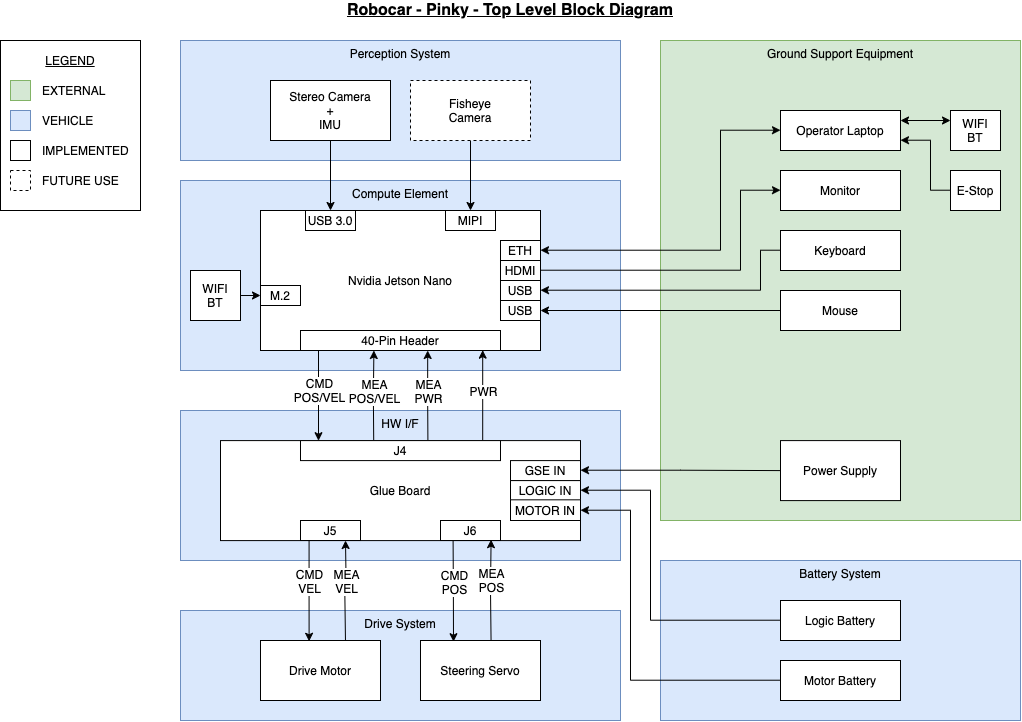 Robocar - Pinky - Top Level Block Diagram
LEGEND
EXTERNAL
VEHICLE
IMPLEMENTED
FUTURE USE
Perception System
Stereo Camera
+
IMU
Fisheye
Camera
Compute Element
USB 3.0
MIPI
Nvidia Jetson Nano
ETH
HDMI
USB
USB
WIFI
BT
M.2
40-Pin Header
CMD
POS/VEL
MEA
POS/VEL
MEA
PWR
PWR
HW I/F
J4
Glue Board
GSE IN
LOGIC IN
MOTOR IN
J5
J6
CMD
VEL
MEA
VEL
CMD
POS
MEA
POS
Drive System
Drive Motor
Steering Servo
Ground Support Equipment
Operator Laptop
WIFI
BT
Monitor
E-Stop
Keyboard
Mouse
Power Supply
Battery System
Logic Battery
Motor Battery